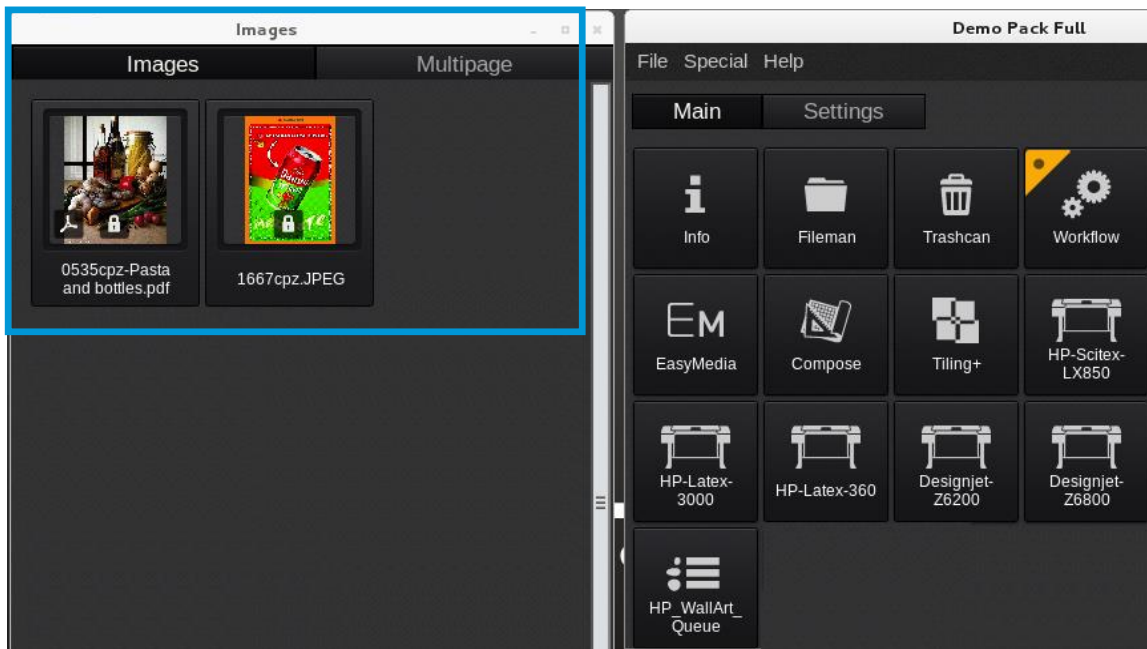 Images
Images Multipage
0535cpz-Pasta
and bottles.pdf
1667cpz.JPEG
Demo Pack Full
File Special Help
Main Settings
Info
Fileman
Trashcan
Workflow
EM
EasyMedia
Compose
Tiling+
HP-Scitex-
LX850
HP-Latex-
3000
HP-Latex-360
Designjet-
Z6200
Designjet-
Z6800
HP_WallArt_
Queue